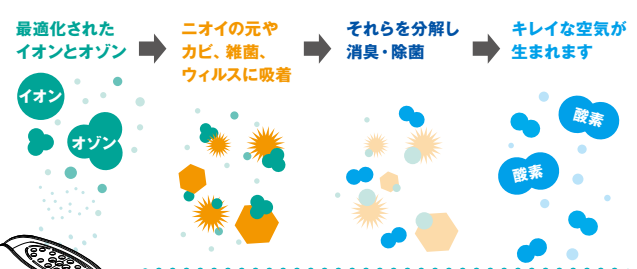 最適化された
イオンとオゾン
ニオイの元や
カビ、雑菌、
ウィルスに吸着
それらを分解し
消臭・除菌
キレイな空気が
生まれます
イオン
オゾン
酸素
酸素